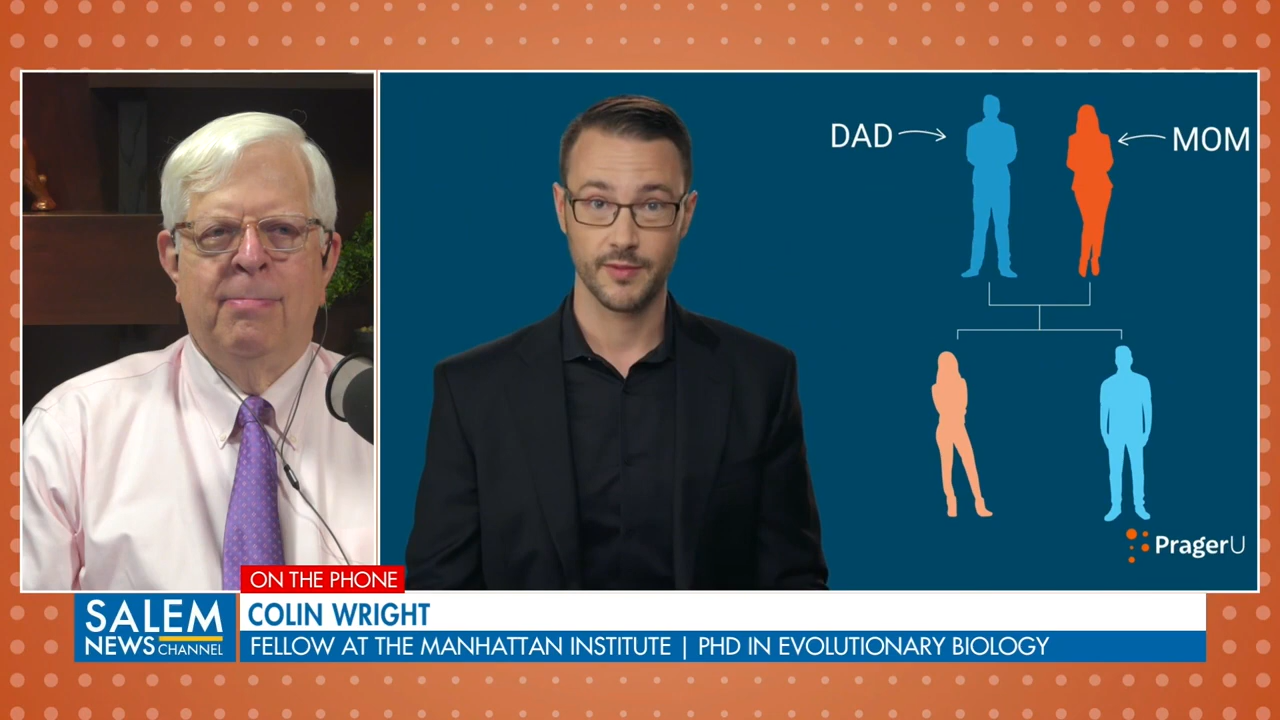 DAD
MOM
PragerU
ON THE PHONE
COLIN WRIGHT
SALEM
NEWS CHANNEL
FELLOW AT THE MANHATTAN INSTITUTE | PHD IN EVOLUTIONARY BIOLOGY